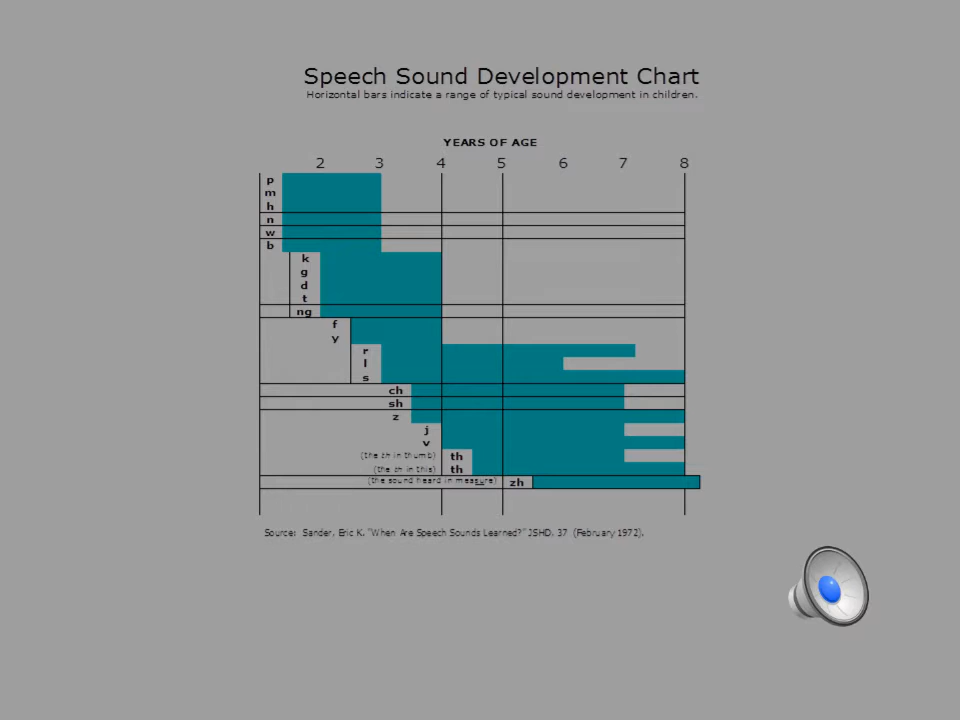 Speech Sound Development Chart
Horizontal bars indicate a range of typical sound development in children.
YEARS OF AGE
2 3 4 5 6 7 8
p
m
h
n
w
b
k
g
d
t
ng
f
y
r
l
s
ch
sh
z
j
v
(the th in thumb) th
(the th in this) th
(the sound heard in measure) zh
Source: Sander, Eric K. "When Are Speech Sounds Learned?" JSHD, 37 (February 1972).